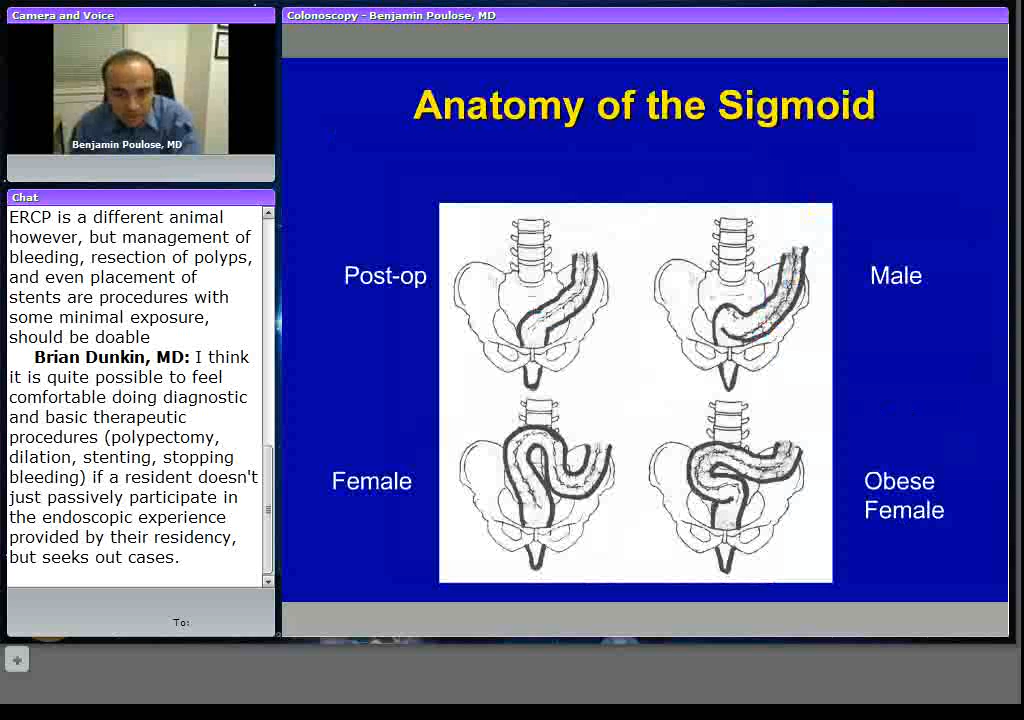 Camera and Voice
Benjamin Poulose, MD
Chat
ERCP is a different animal
however, but management of
bleeding, resection of polyps,
and even placement of
stents are procedures with
some minimal exposure,
should be doable
Brian Dunkin, MD: I think
it is quite possible to feel
comfortable doing diagnostic
and basic therapeutic
procedures (polypectomy,
dilation, stenting, stopping
bleeding) if a resident doesn't
just passively participate in
the endoscopic experience
provided by their residency,
but seeks out cases.
To:
Colonoscopy - Benjamin Poulose, MD
Anatomy of the Sigmoid
Post-op
Male
Female
Obese
Female